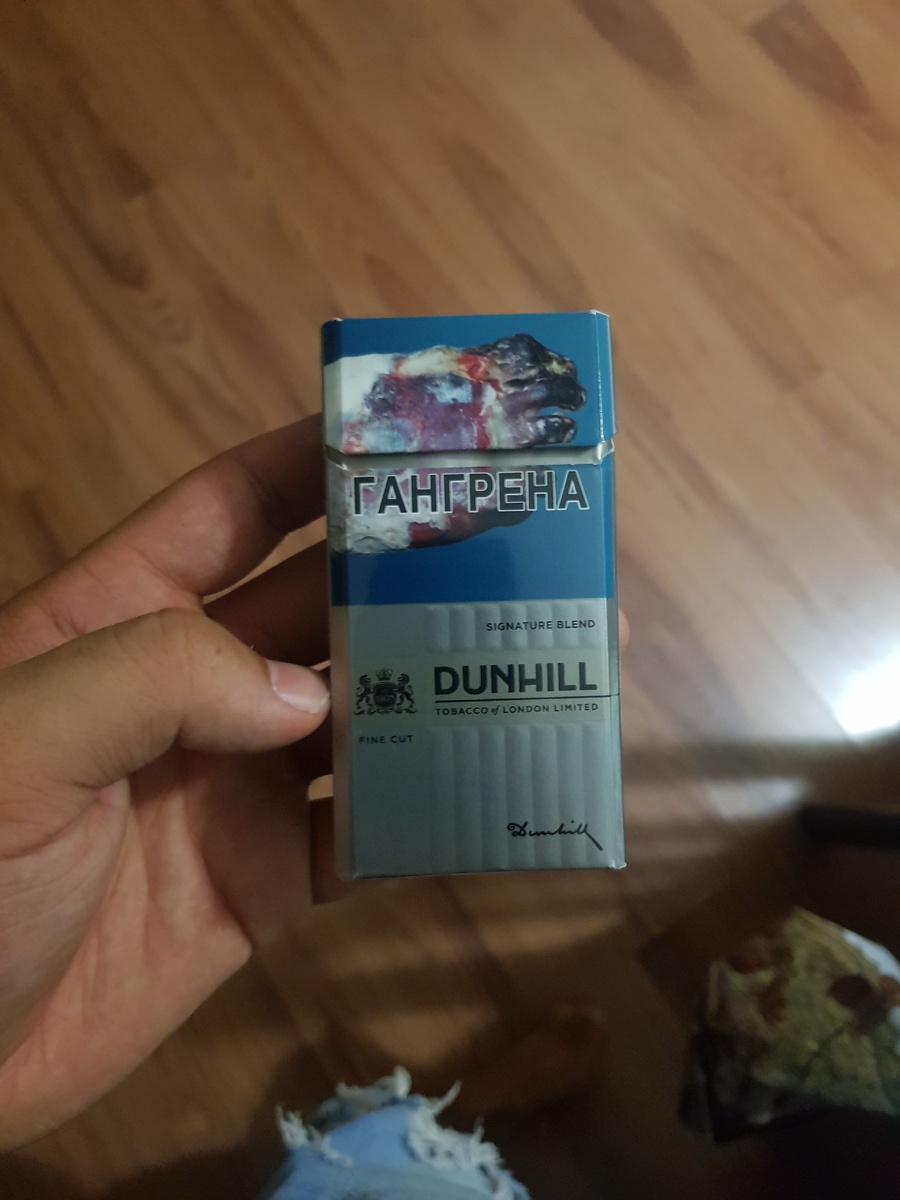 ГАНГРЕНА
SIGNATURE BLEND
DUNHILL
TOBACCO of LONDON LIMITED
FINE CUT
Dunhill